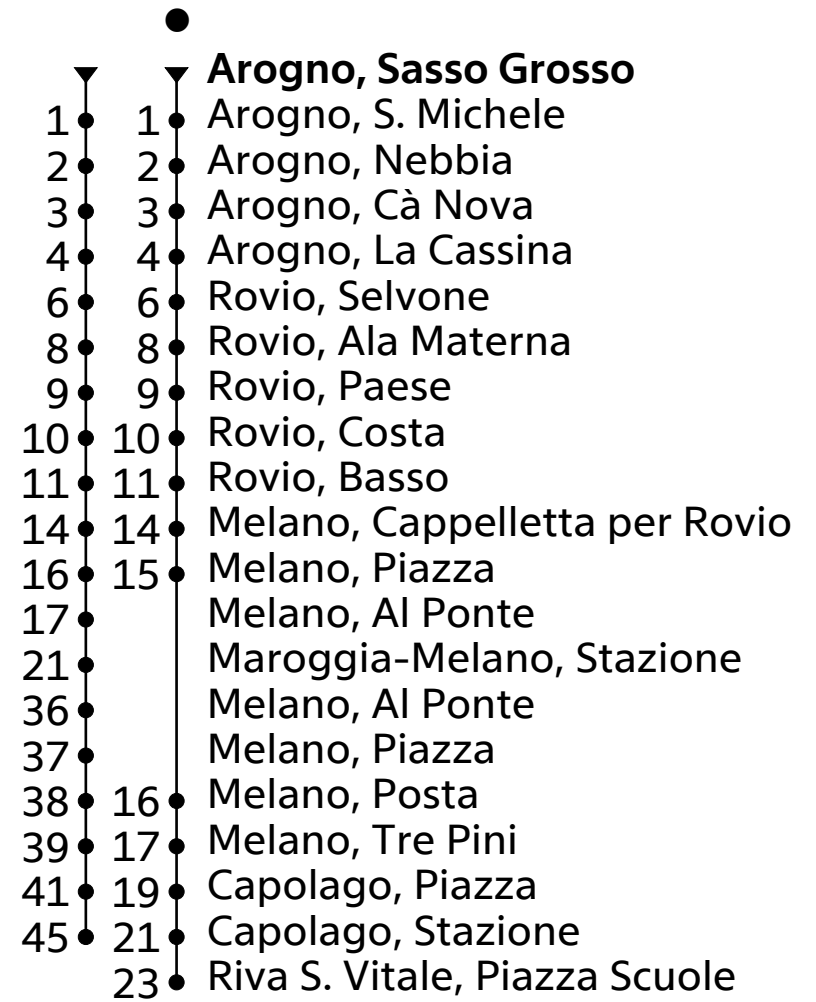 Arogno, Sasso Grosso
1 1 Arogno, S. Michele
2 2 Arogno, Nebbia
3 3 Arogno, Cà Nova
4 4 Arogno, La Cassina
6 6 Rovio, Selvone
8 8 Rovio, Ala Materna
9 9 Rovio, Paese
10 10 Rovio, Costa
11 11 Rovio, Basso
14 14 Melano, Cappelletta per Rovio
16 15 Melano, Piazza
17 Melano, Al Ponte
21 Maroggia-Melano, Stazione
36 Melano, Al Ponte
37 Melano, Piazza
38 16 Melano, Posta
39 17 Melano, Tre Pini
41 19 Capolago, Piazza
45 21 Capolago, Stazione
23 Riva S. Vitale, Piazza Scuole